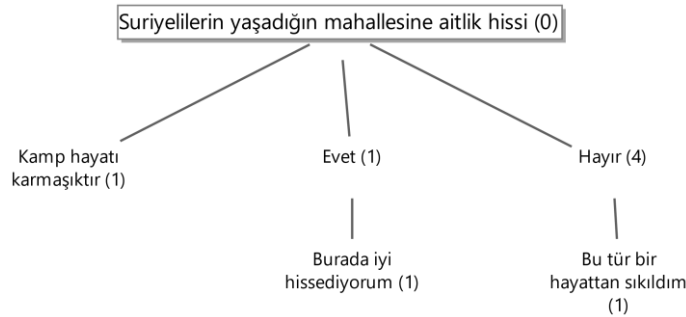 Suriyelilerin yaşadığın mahallesine aitlik hissi (0)
Kamp hayatı
karmaşıktır (1)
Evet (1)
Hayır (4)
Burada iyi
hissediyorum (1)
Bu tür bir
hayattan sıkıldım
(1)